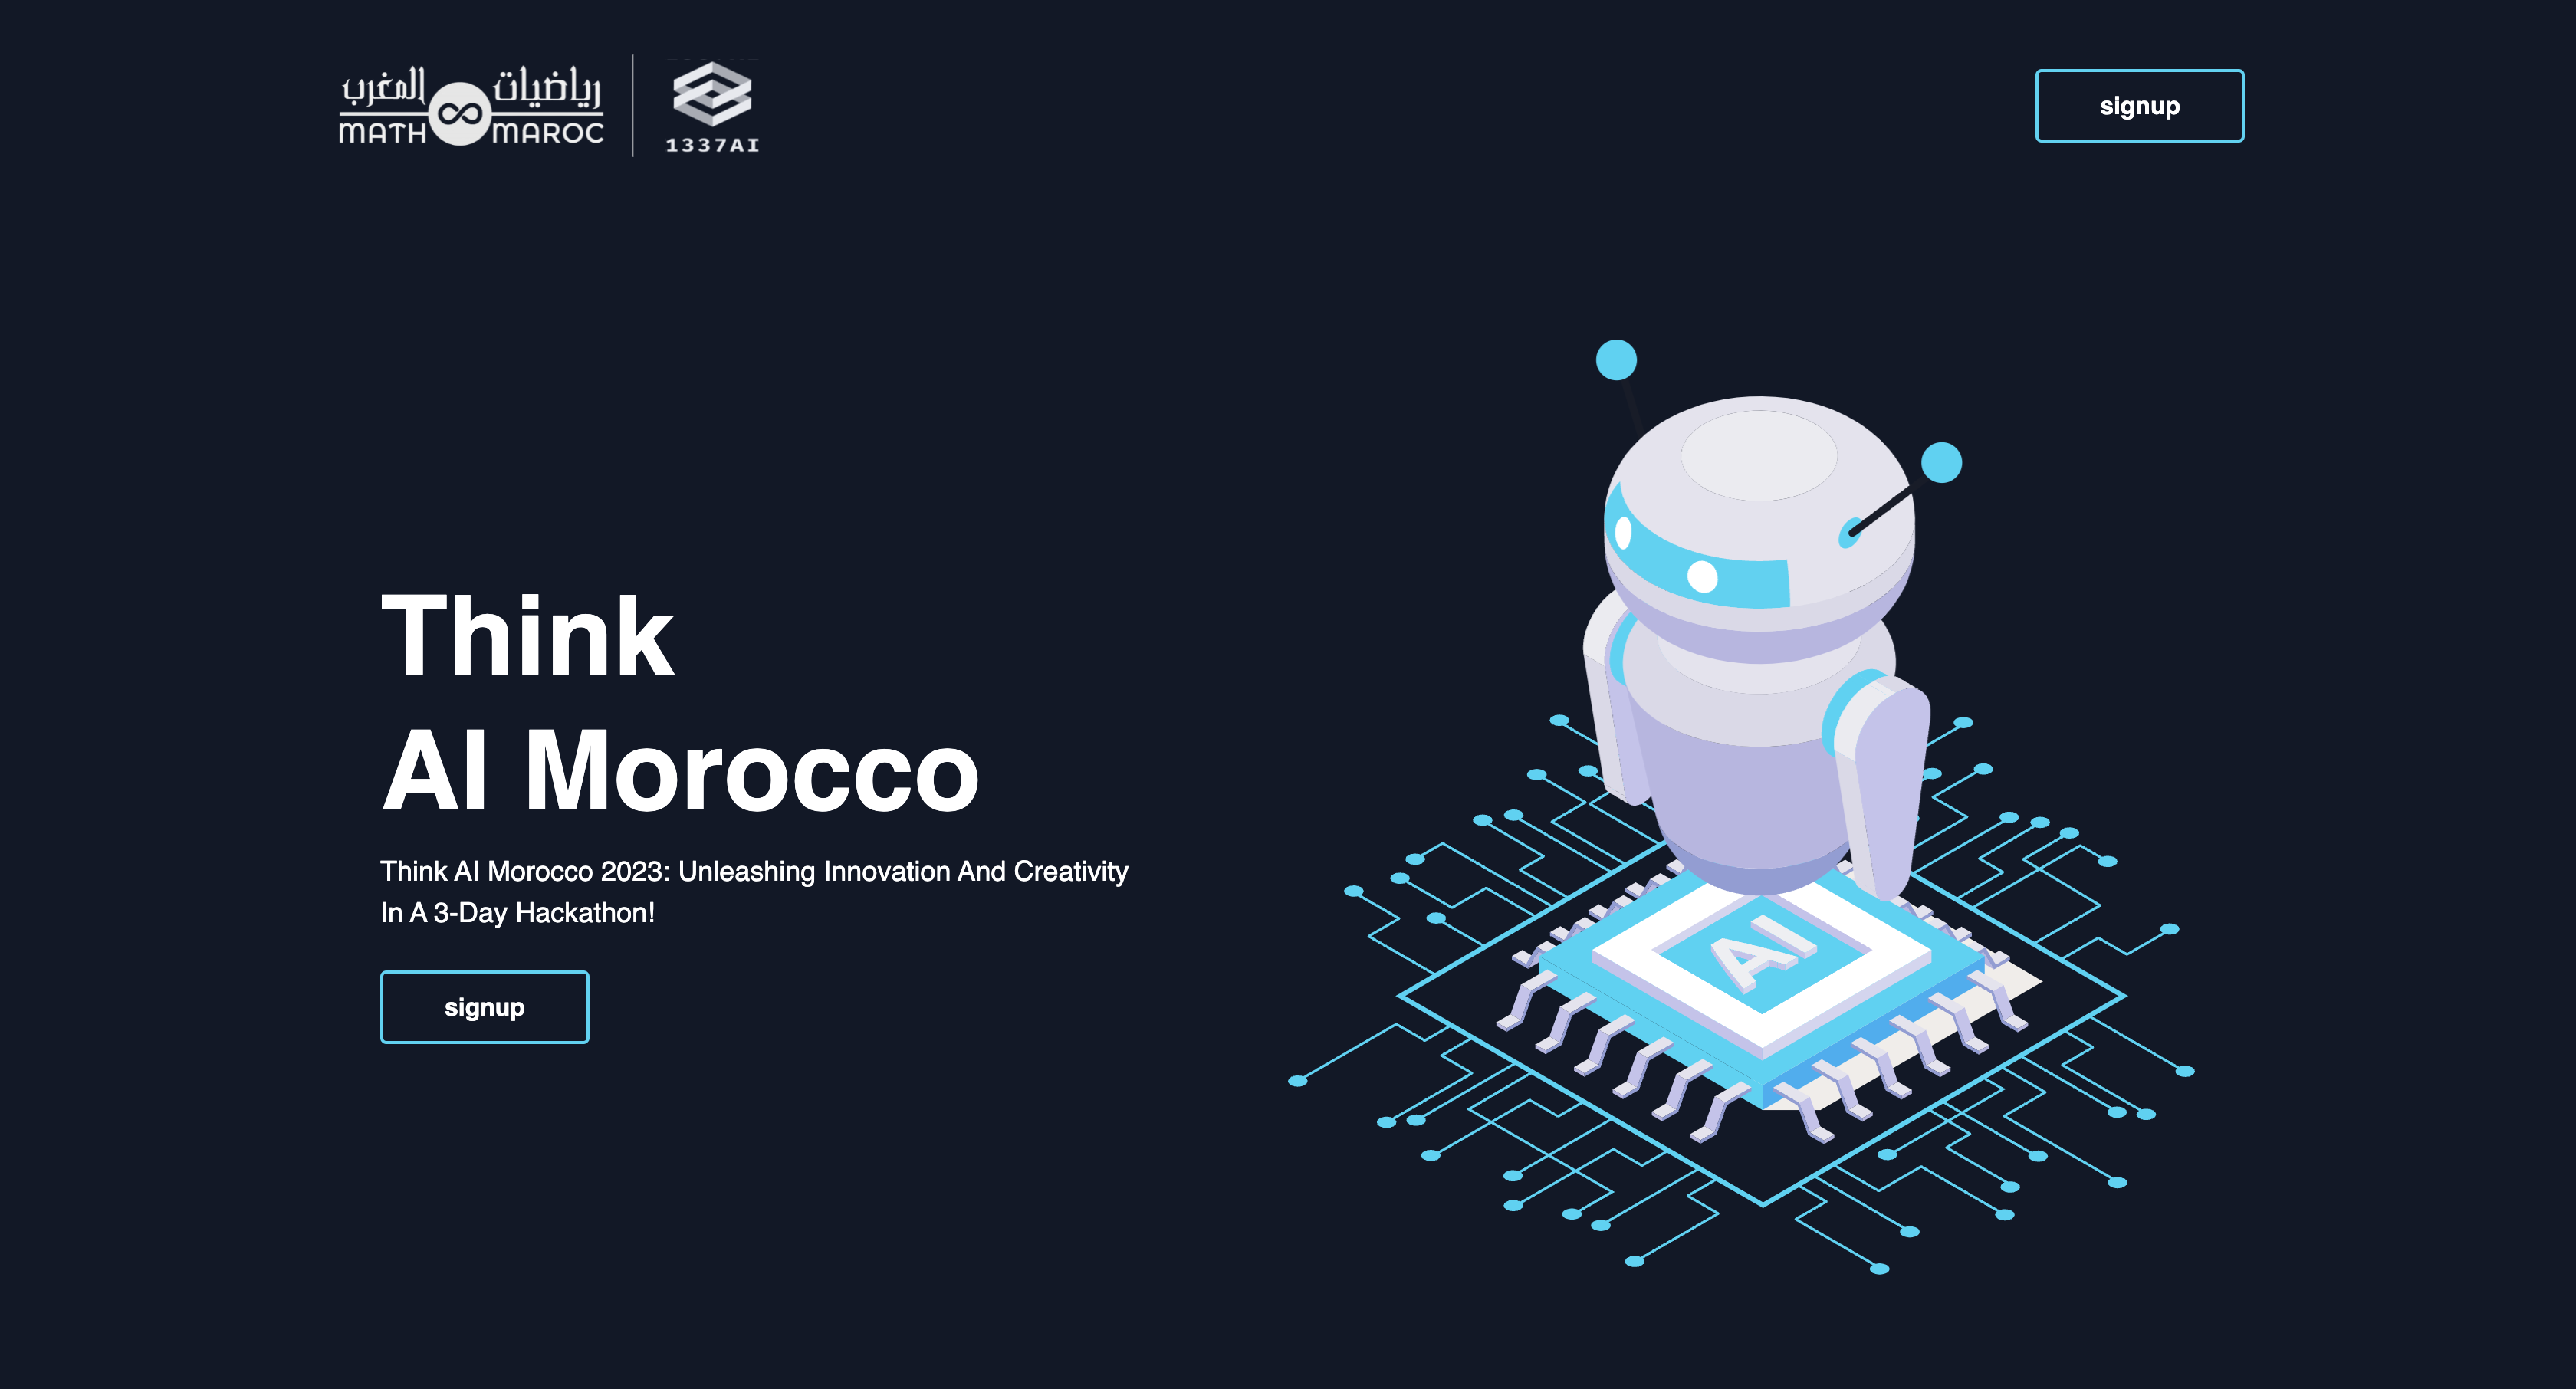 رياضيات المغرب
MATH MAROC
1337AI
signup
Think
AI Morocco
Think AI Morocco 2023: Unleashing Innovation And Creativity
In A 3-Day Hackathon!
signup
AI